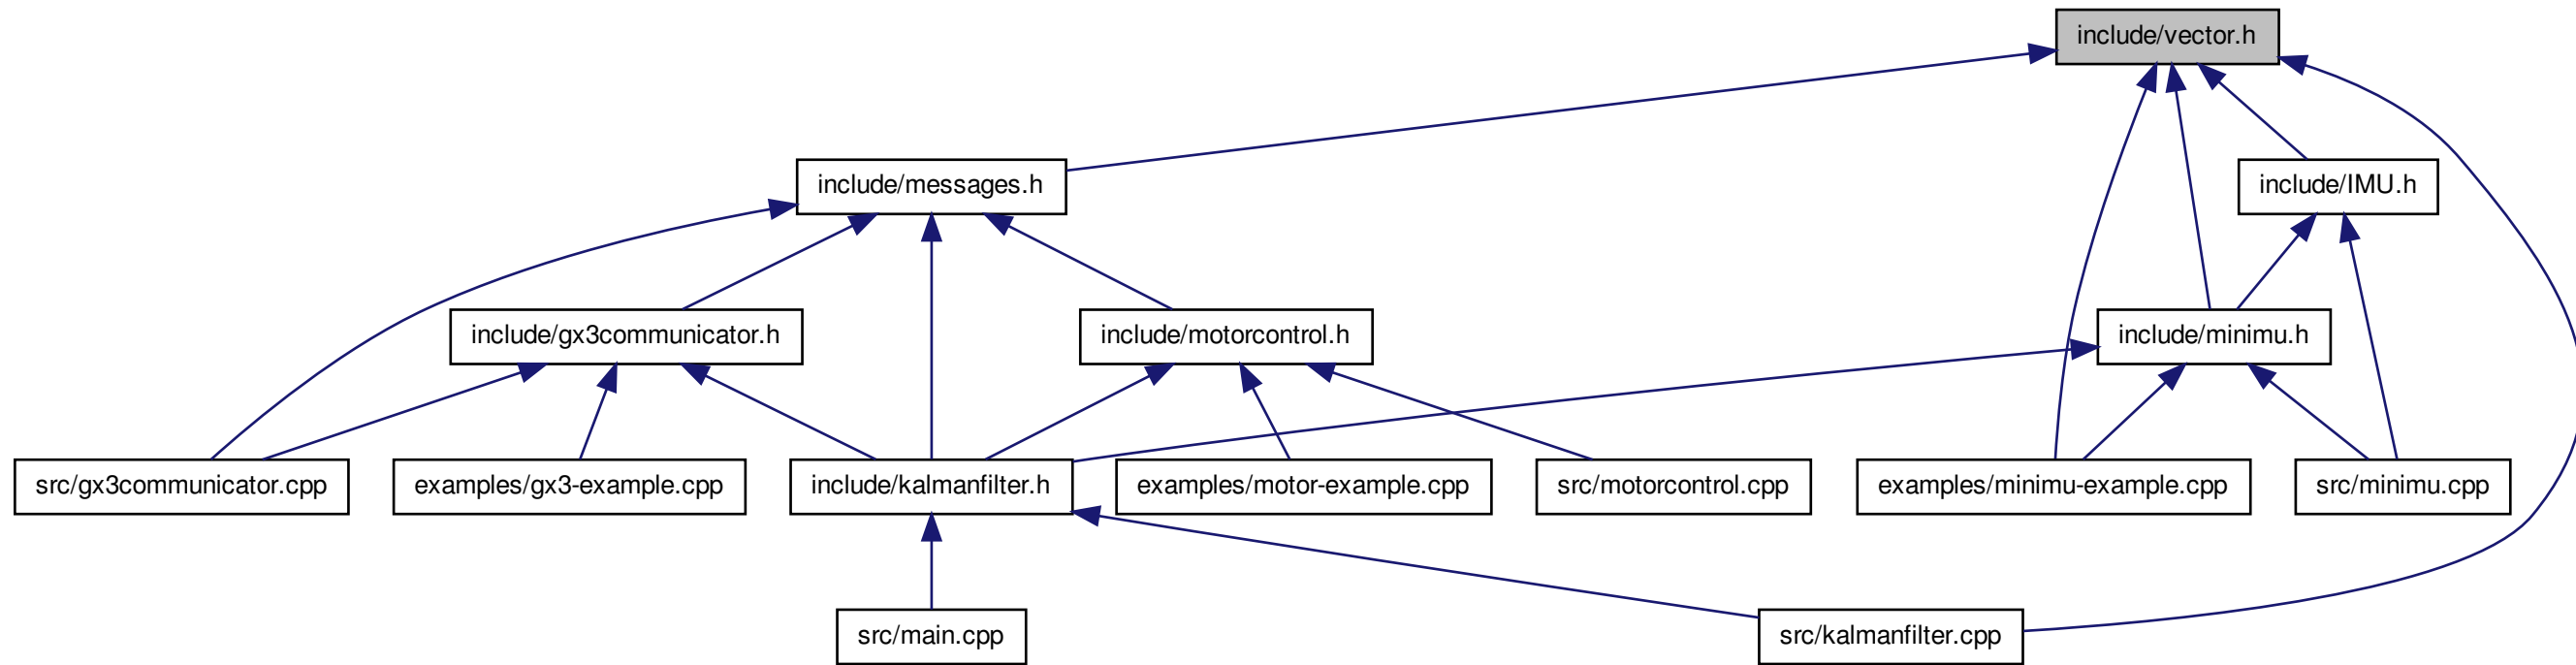 include/vector.h
include/messages.h
include/IMU.h
include/gx3communicator.h
include/motorcontrol.h
include/minimu.h
src/gx3communicator.cpp
examples/gx3-example.cpp
include/kalmanfilter.h
examples/motor-example.cpp
src/motorcontrol.cpp
examples/minimu-example.cpp
src/minimu.cpp
src/main.cpp
src/kalmanfilter.cpp